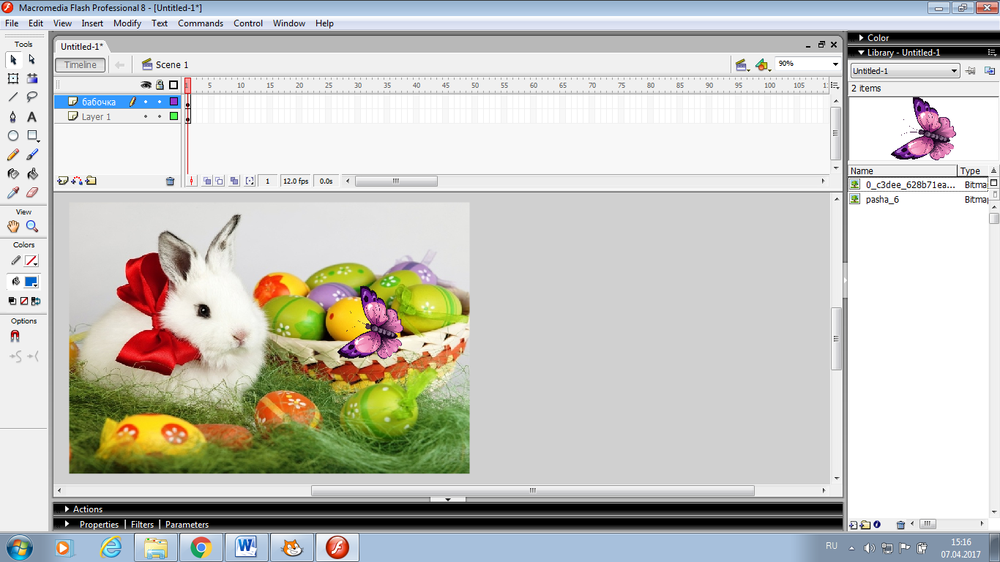 Macromedia Flash Professional 8 - [Untitled-1*]
File Edit View Insert Modify Text Commands Control Window Help
Tools
View
Colors
Options
Untitled-1*
Timeline
Scene 1
90%
1 5 10 15 20 25 30 35 40 45 50 55 60 65 70 75 80 85 90 95 100 105 11
бабочка
Layer 1
1 12.0 fps 0.0s
Actions
Properties | Filters | Parameters
Color
Library - Untitled-1
Untitled-1
2 items
Name Type
0_c3dee_628b71ea... Bitma
pasha_6 Bitma
RU
15:16
07.04.2017